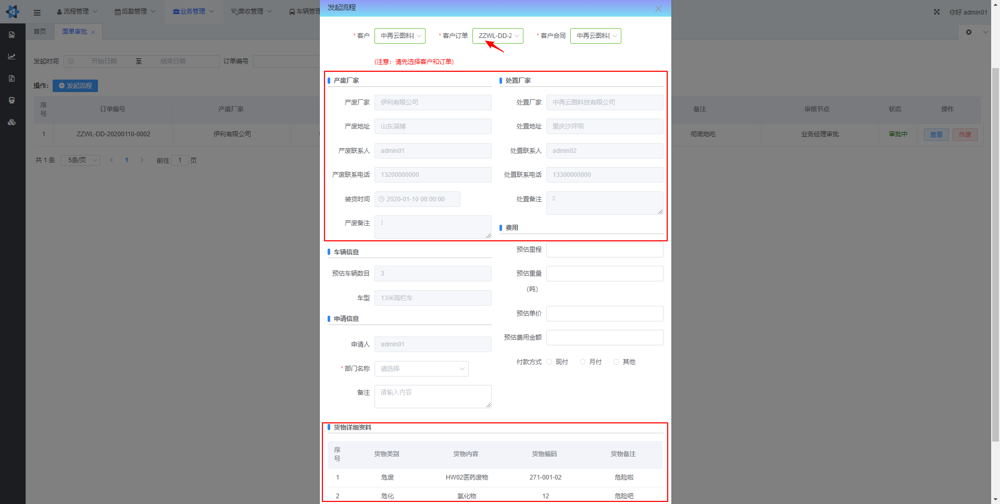 流程管理 后勤管理 业务管理 营收管理 车辆管理 你好 admin01
首页 面单审批
发起时间 开始日期 至 结束日期 订单编号
操作： 发起流程
序号 订单编号 产废厂家 备注 审核节点 状态 操作
1 ZZWL-DD-20200110-0002 伊利有限公司 彻底地吃 业务经理审批 审批中 查看 作废
共 1 条 5条/页 1 前往 1 页
发起流程
* 客户 中再云图科技 * 客户订单 ZZWL-DD-2 * 客户合同 中再云图科技
(注意：请先选择客户和订单)
产废厂家
产废厂家 伊利有限公司
产废地址 山东淄博
产废联系人 admin01
产废联系电话 13200000000
装货时间 2020-01-10 00:00:00
产废备注 1
处置厂家
处置厂家 中再云图科技有限公司
处置地址 重庆沙坪坝
处置联系人 admin02
处置联系电话 13300000000
处置备注 2
费用
预估里程
预估重量
（吨）
预估单价
预估费用金额
付款方式 现付 月付 其他
车辆信息
预估车辆数目 3
车型 13米高栏车
申请信息
申请人 admin01
* 部门名称 请选择
备注 请输入内容
货物详细资料
序号 货物类别 货物内容 货物编码 货物备注
1 危废 HW02医药废物 271-001-02 危险啦
2 危化 氯化物 12 危险吧